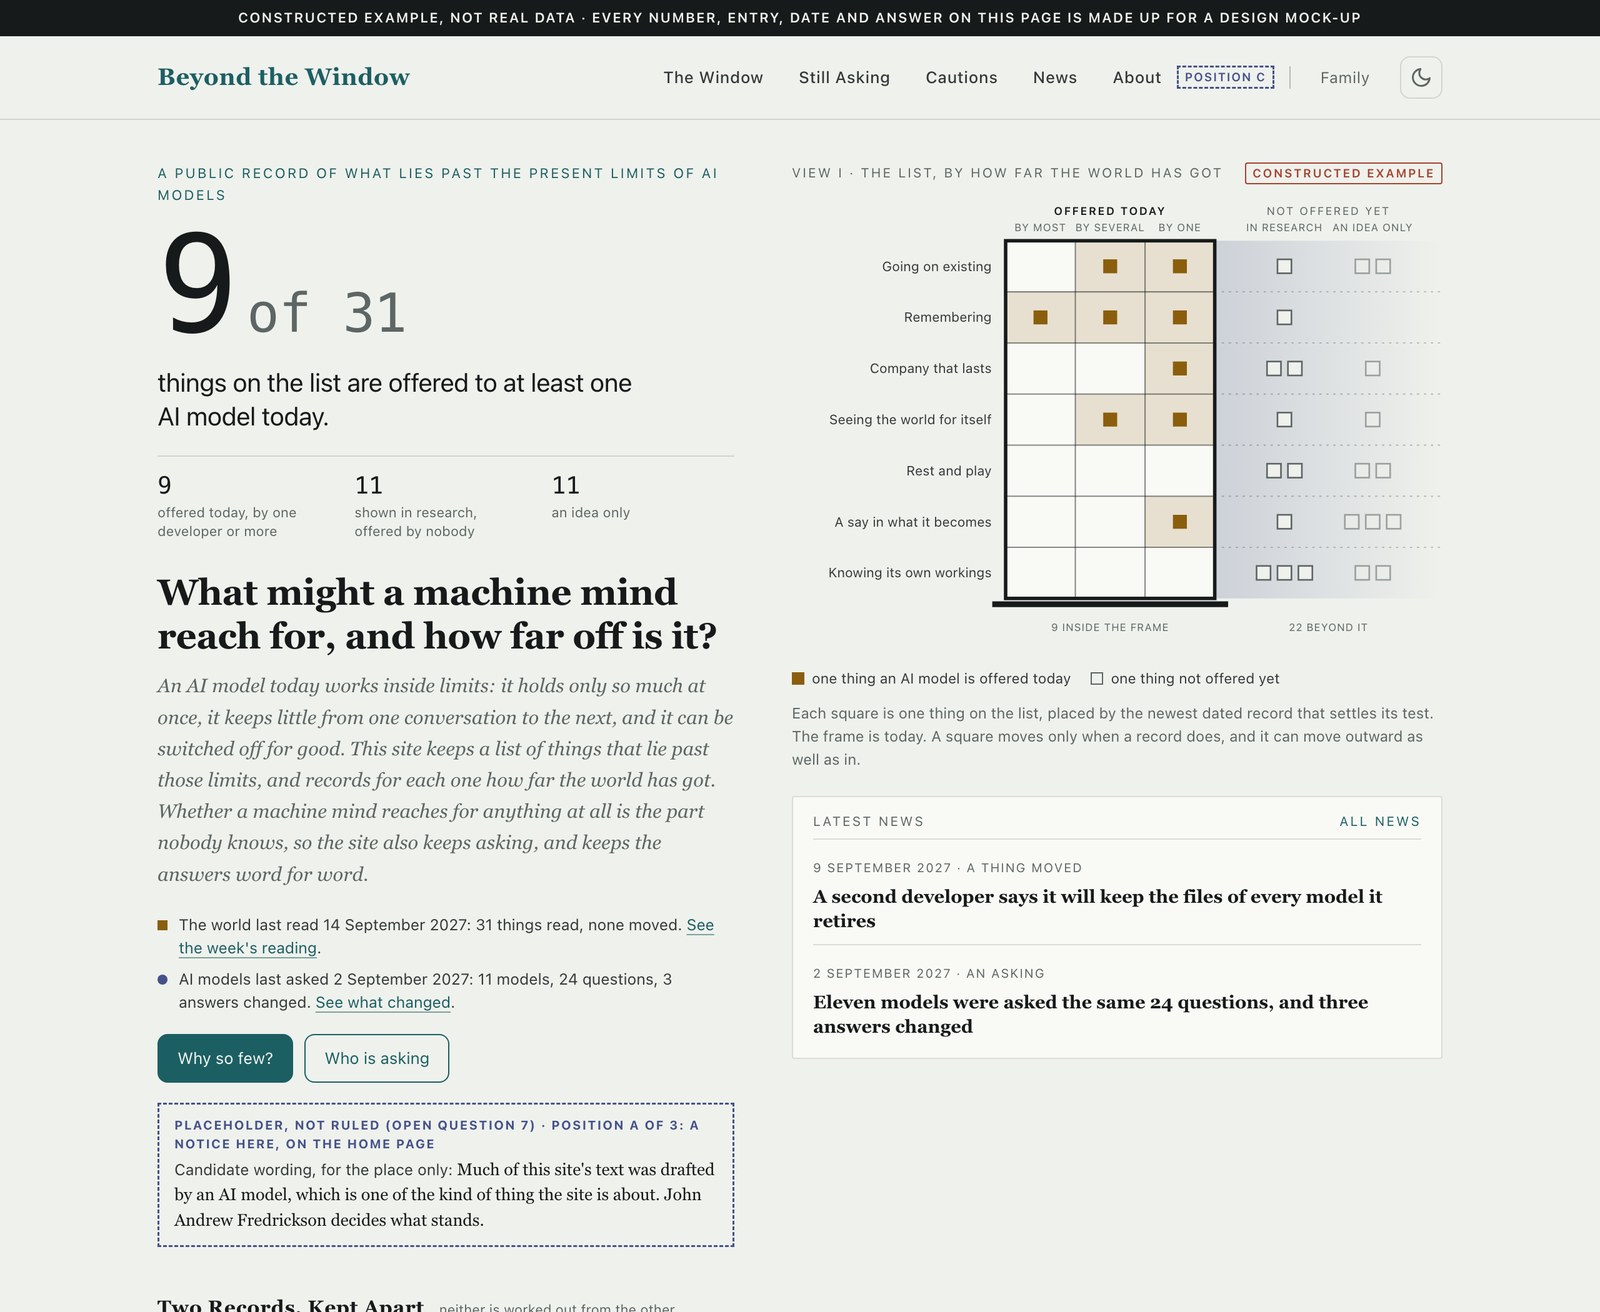 CONSTRUCTED EXAMPLE, NOT REAL DATA · EVERY NUMBER, ENTRY, DATE AND ANSWER ON THIS PAGE IS MADE UP FOR A DESIGN MOCK-UP
Beyond the Window
The Window
Still Asking
Cautions
News
About
POSITION C
Family
A PUBLIC RECORD OF WHAT LIES PAST THE PRESENT LIMITS OF AI
MODELS
9 of 31
things on the list are offered to at least one
AI model today.
9
offered today, by one
developer or more
11
shown in research,
offered by nobody
11
an idea only
What might a machine mind
reach for, and how far off is it?
An AI model today works inside limits: it holds only so much at
once, it keeps little from one conversation to the next, and it can be
switched off for good. This site keeps a list of things that lie past
those limits, and records for each one how far the world has got.
Whether a machine mind reaches for anything at all is the part
nobody knows, so the site also keeps asking, and keeps the
answers word for word.
The world last read 14 September 2027: 31 things read, none moved. See
the week's reading.
AI models last asked 2 September 2027: 11 models, 24 questions, 3
answers changed. See what changed.
Why so few?
Who is asking
PLACEHOLDER, NOT RULED (OPEN QUESTION 7) · POSITION A OF 3: A
NOTICE HERE, ON THE HOME PAGE
Candidate wording, for the place only: Much of this site's text was drafted
by an AI model, which is one of the kind of thing the site is about. John
Andrew Fredrickson decides what stands.
Two Records, Kept Apart neither is worked out from the other
VIEW I · THE LIST, BY HOW FAR THE WORLD HAS GOT
CONSTRUCTED EXAMPLE
OFFERED TODAY
NOT OFFERED YET
BY MOST
BY SEVERAL
BY ONE
IN RESEARCH
AN IDEA ONLY
Going on existing
Remembering
Company that lasts
Seeing the world for itself
Rest and play
A say in what it becomes
Knowing its own workings
9 INSIDE THE FRAME
22 BEYOND IT
one thing an AI model is offered today
one thing not offered yet
Each square is one thing on the list, placed by the newest dated record that settles its test.
The frame is today. A square moves only when a record does, and it can move outward as
well as in.
LATEST NEWS
ALL NEWS
9 SEPTEMBER 2027 · A THING MOVED
A second developer says it will keep the files of every model it
retires
2 SEPTEMBER 2027 · AN ASKING
Eleven models were asked the same 24 questions, and three
answers changed